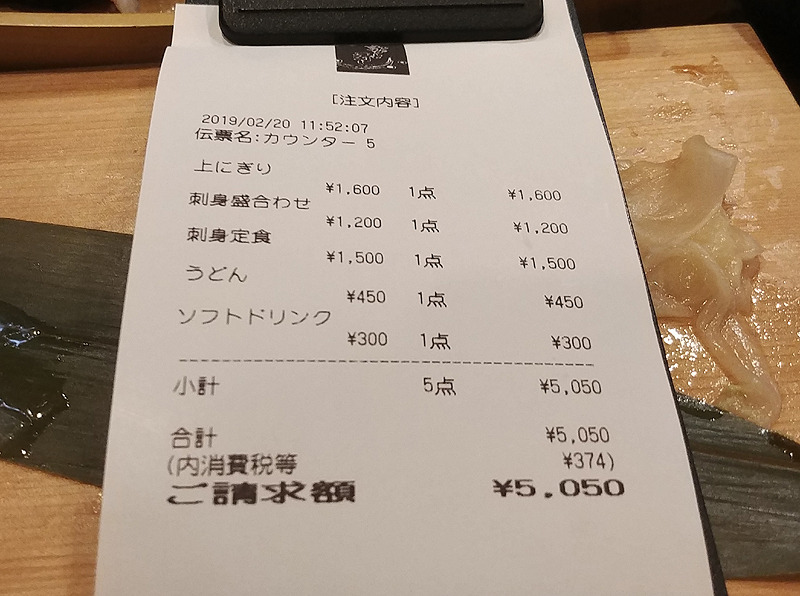 [注文内容]
2019/02/20 11:52:07
伝票名:カウンター 5
上にぎり
¥1,600 1点 ¥1,600
刺身盛合わせ
¥1,200 1点 ¥1,200
刺身定食
¥1,500 1点 ¥1,500
うどん
¥450 1点 ¥450
ソフトドリンク
¥300 1点 ¥300
小計 5点 ¥5,050
合計 ¥5,050
(内消費税等 ¥374)
ご請求額 ¥5,050